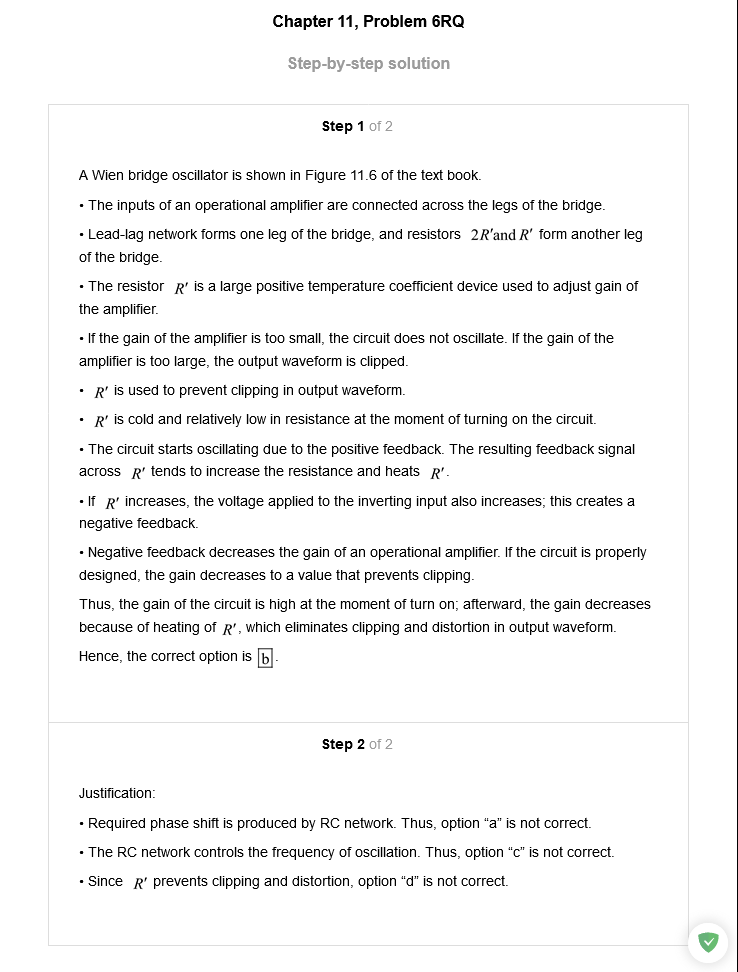 Chapter 11, Problem 6RQ
Step-by-step solution
Step 1 of 2
A Wien bridge oscillator is shown in Figure 11.6 of the text book.
• The inputs of an operational amplifier are connected across the legs of the bridge.
• Lead-lag network forms one leg of the bridge, and resistors 2R′and R′ form another leg
of the bridge.
• The resistor R′ is a large positive temperature coefficient device used to adjust gain of
the amplifier.
• If the gain of the amplifier is too small, the circuit does not oscillate. If the gain of the
amplifier is too large, the output waveform is clipped.
• R′ is used to prevent clipping in output waveform.
• R′ is cold and relatively low in resistance at the moment of turning on the circuit.
• The circuit starts oscillating due to the positive feedback. The resulting feedback signal
across R′ tends to increase the resistance and heats R′.
• If R′ increases, the voltage applied to the inverting input also increases; this creates a
negative feedback.
• Negative feedback decreases the gain of an operational amplifier. If the circuit is properly
designed, the gain decreases to a value that prevents clipping.
Thus, the gain of the circuit is high at the moment of turn on; afterward, the gain decreases
because of heating of R′, which eliminates clipping and distortion in output waveform.
Hence, the correct option is b.
Step 2 of 2
Justification:
• Required phase shift is produced by RC network. Thus, option “a” is not correct.
• The RC network controls the frequency of oscillation. Thus, option “c” is not correct.
• Since R′ prevents clipping and distortion, option “d” is not correct.